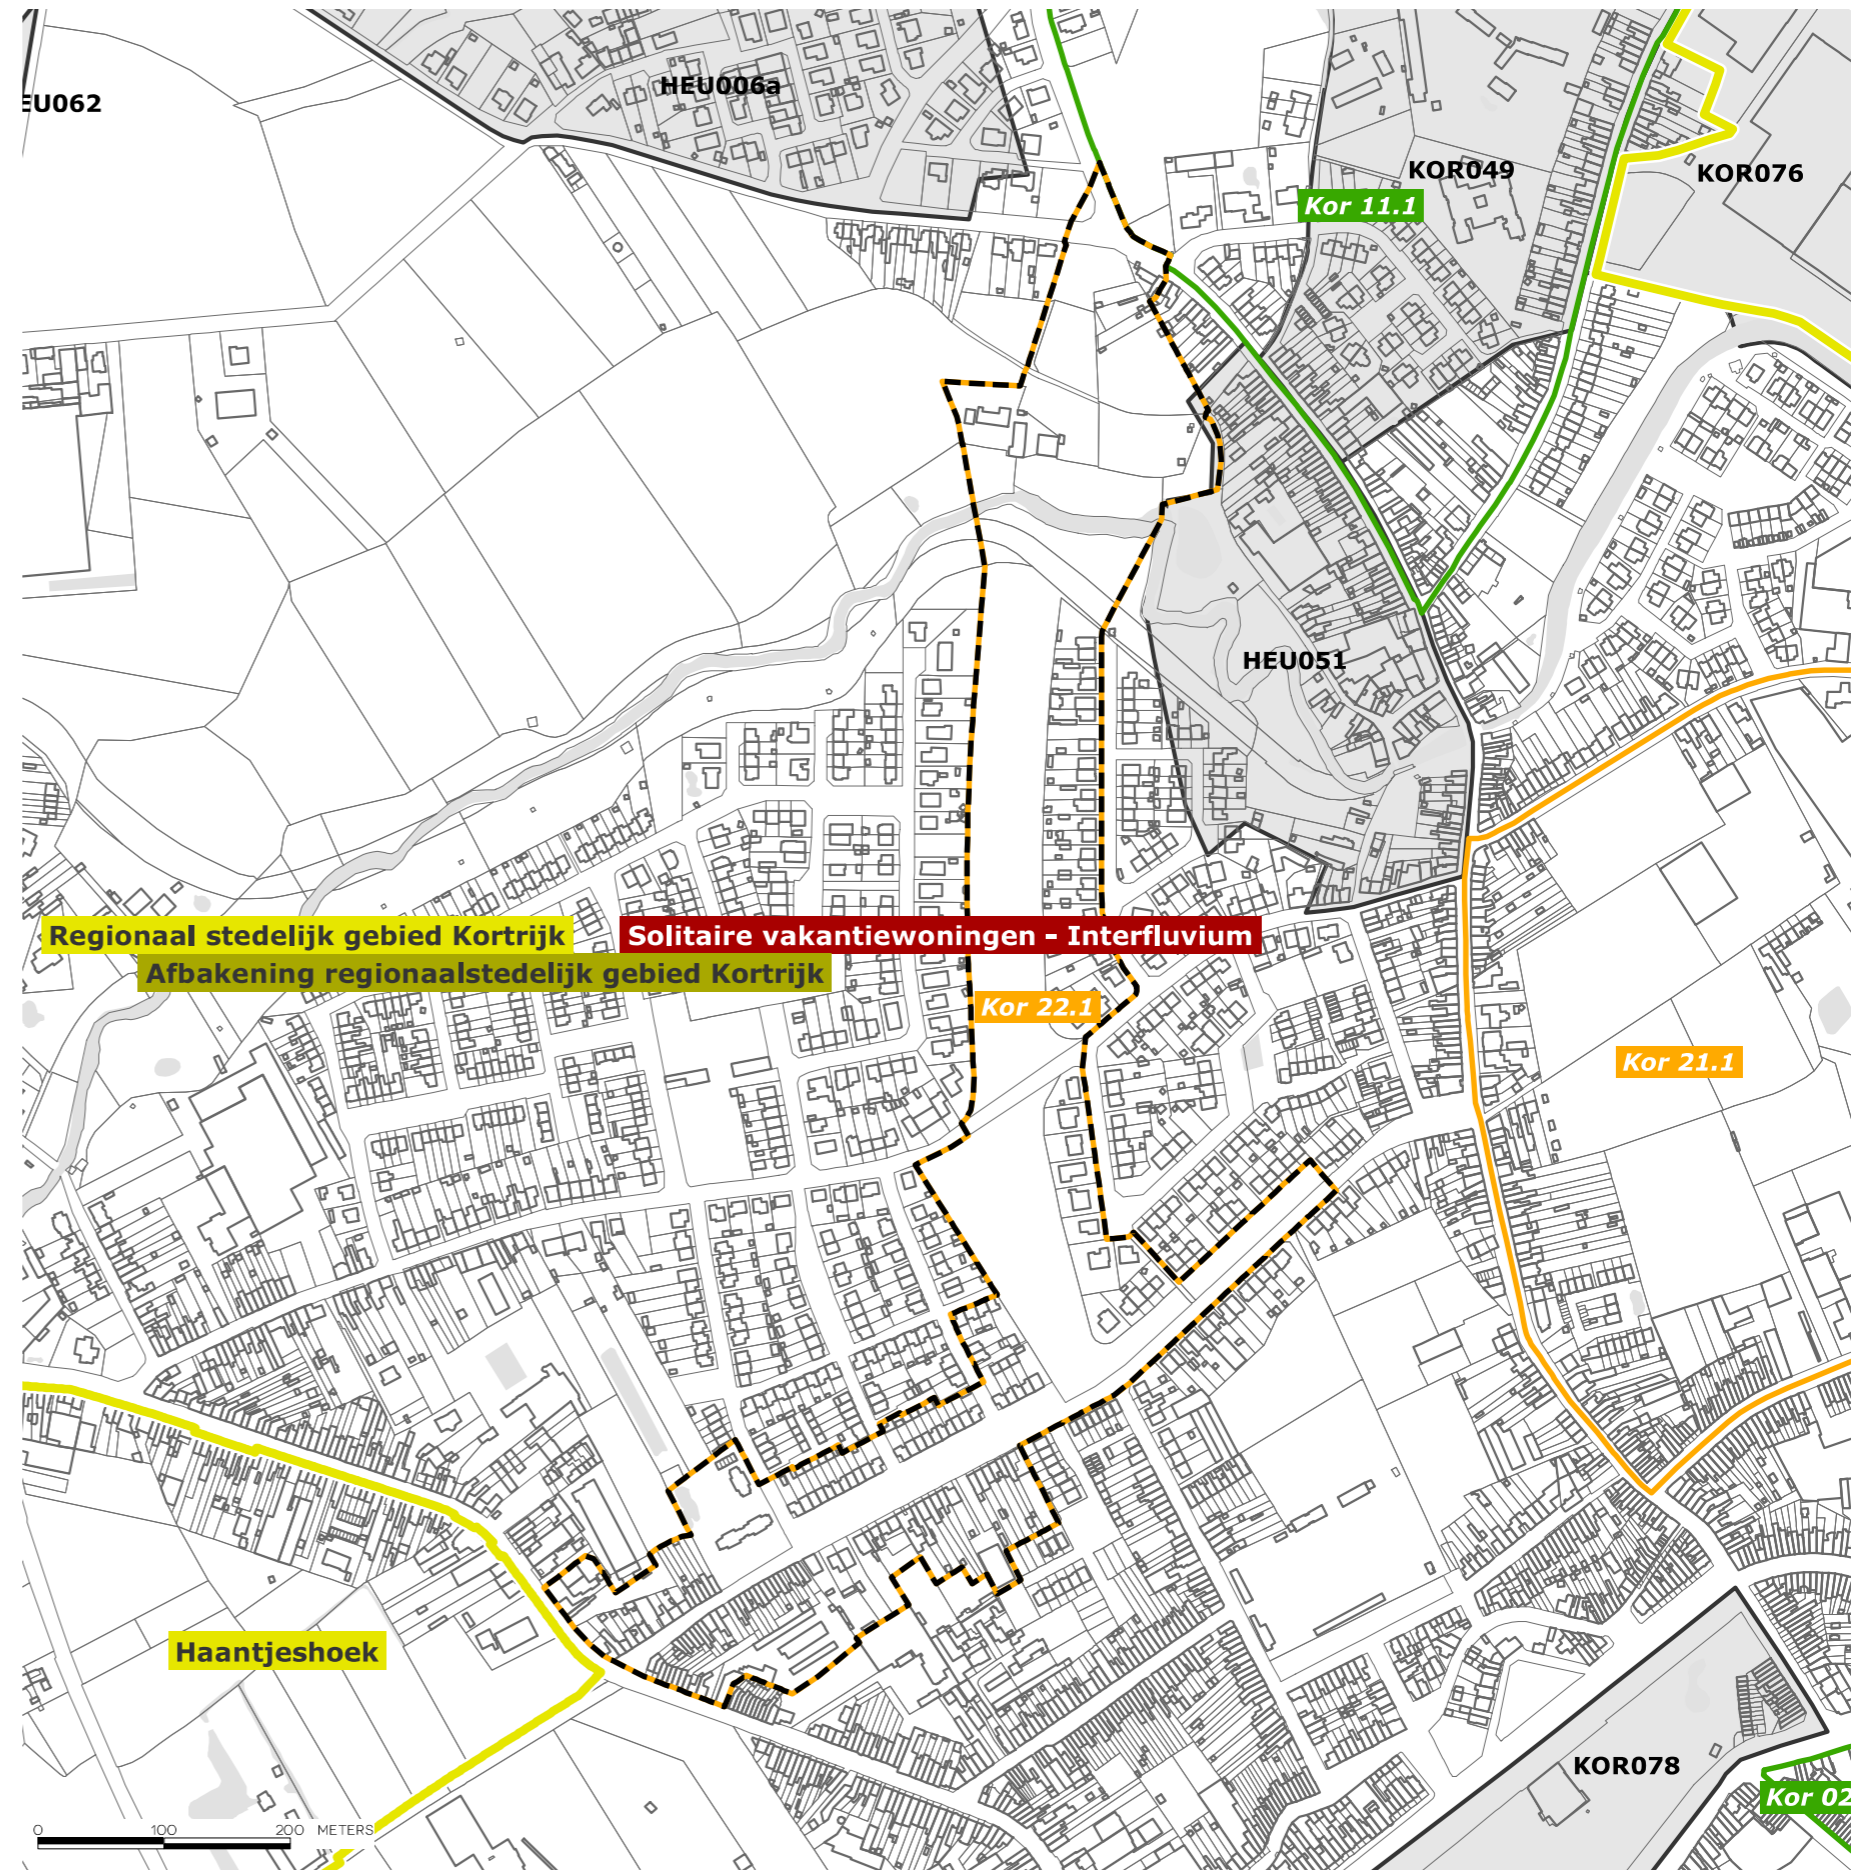 HEU006a
EU062
KOR049
KOR076
Kor 11.1
HEU051
Regionaal stedelijk gebied Kortrijk
Solitaire vakantiewoningen - Interfluvium
Afbakening regionaalstedelijk gebied Kortrijk
Kor 22.1
Kor 21.1
Haantjeshoek
KOR078
Kor 02
0 100 200 METERS